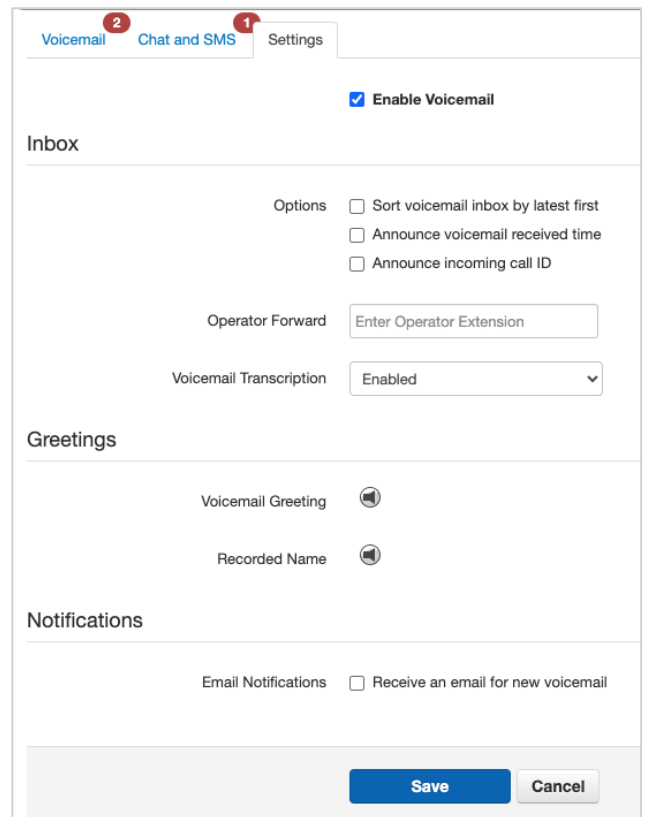 2 1
Voicemail Chat and SMS Settings
Enable Voicemail
Inbox
Options Sort voicemail inbox by latest first
Announce voicemail received time
Announce incoming call ID
Operator Forward Enter Operator Extension
Voicemail Transcription Enabled
Greetings
Voicemail Greeting
Recorded Name
Notifications
Email Notifications Receive an email for new voicemail
Save Cancel